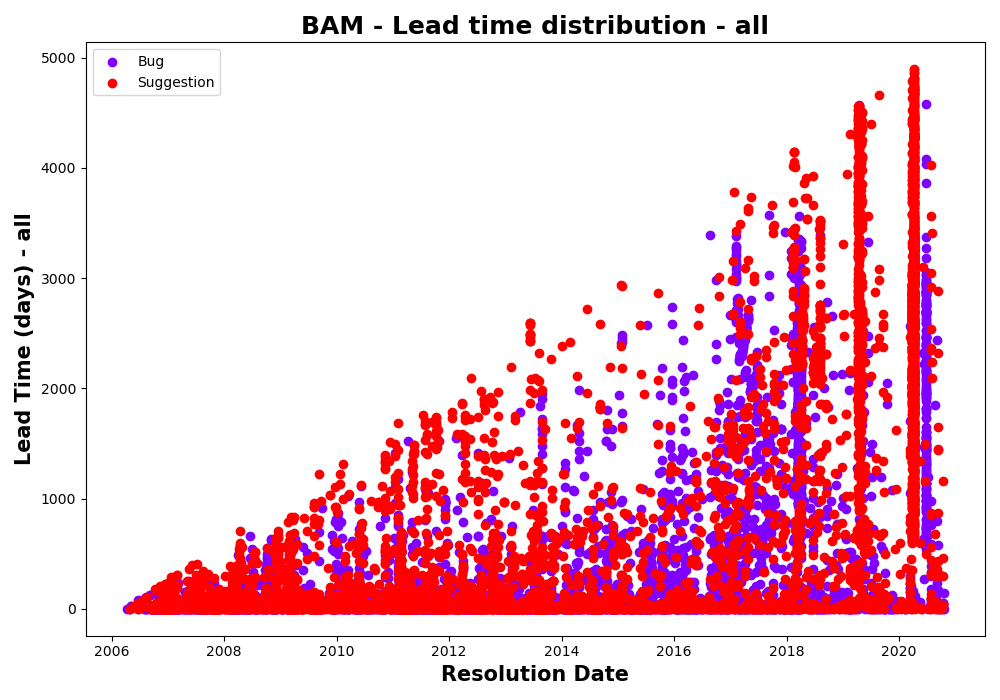 BAM - Lead time distribution - all
Bug
Suggestion
5000
4000
3000
2000
1000
0
Lead Time (days) - all
2006 2008 2010 2012 2014 2016 2018 2020
Resolution Date